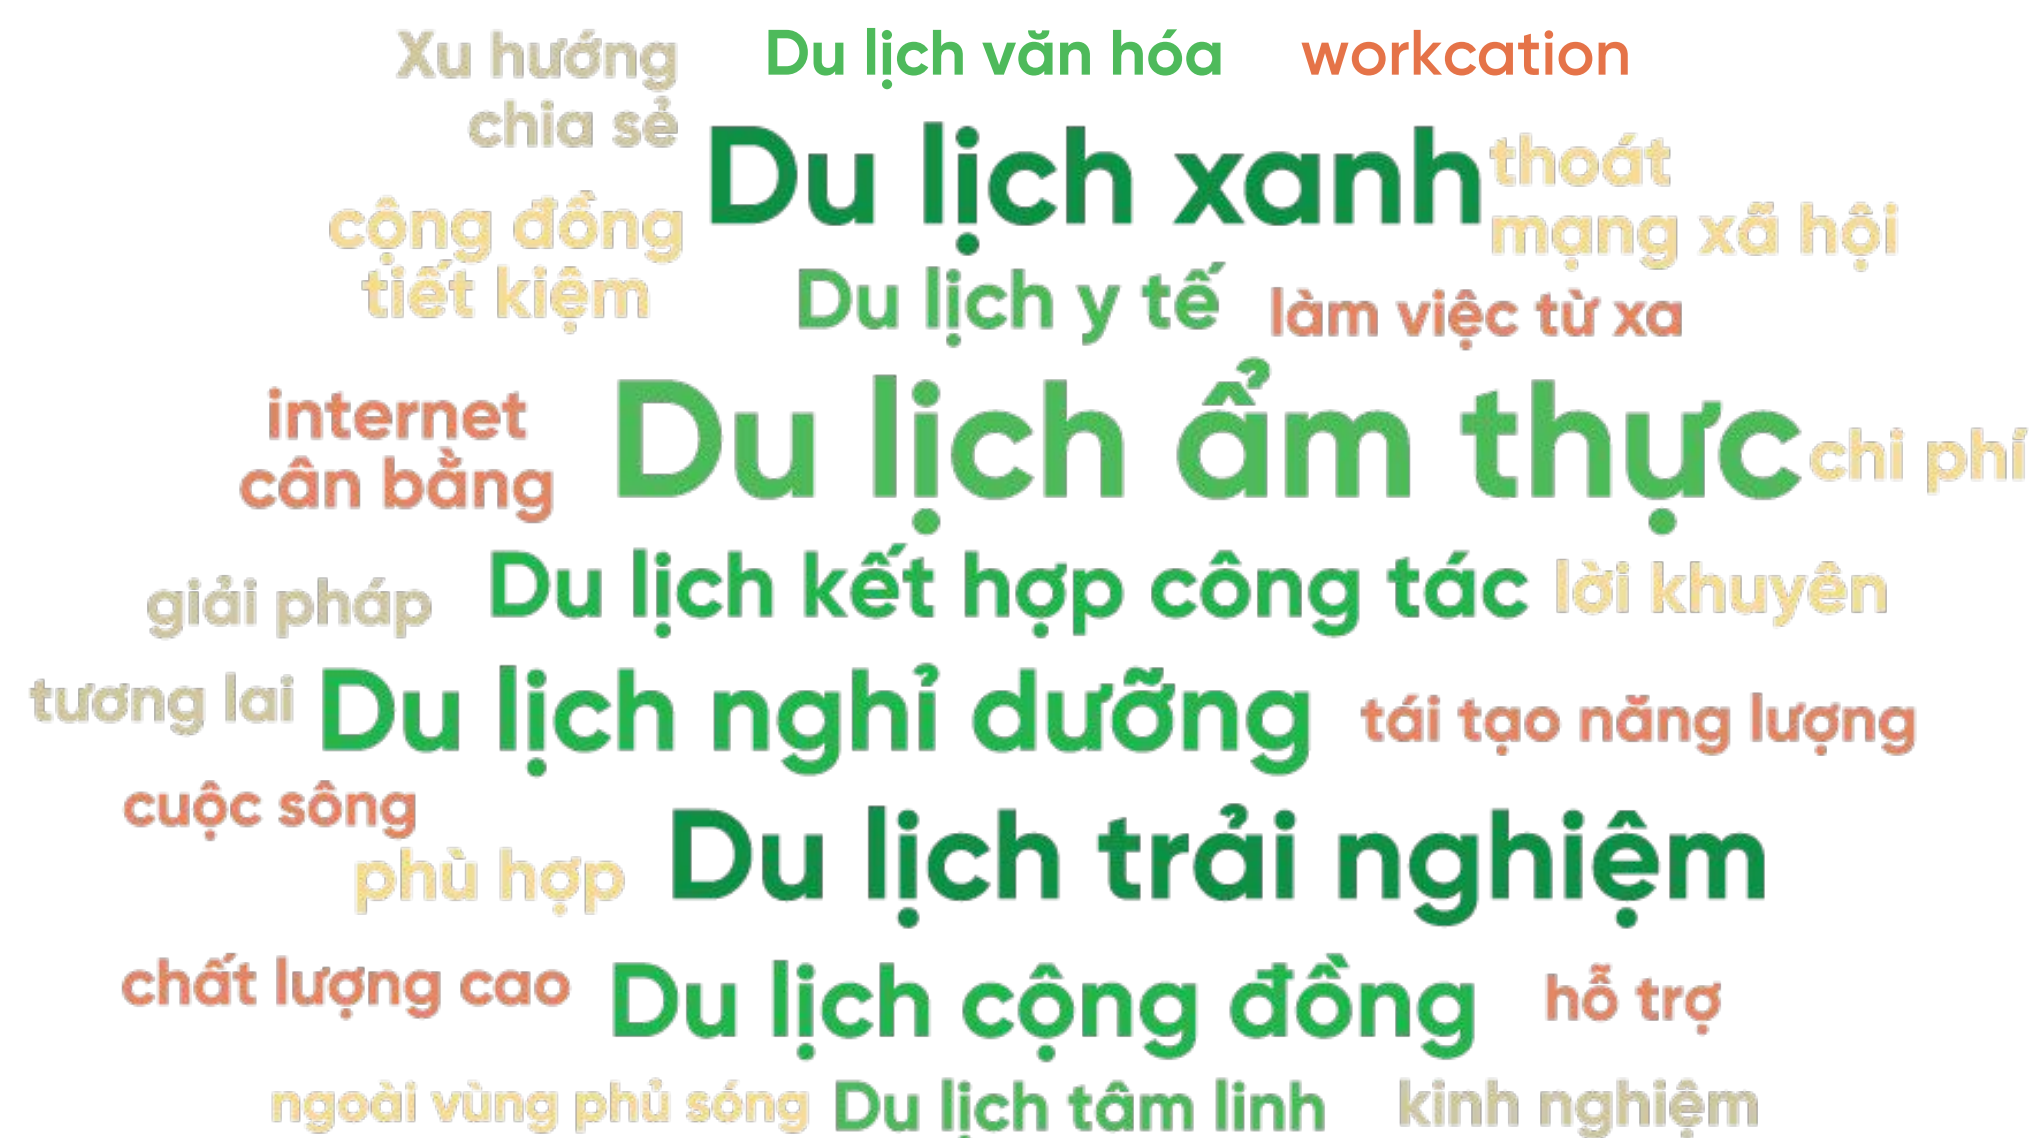 Xu hướng
chia sẻ
Du lịch văn hóa
workcation
Du lịch xanh
thoát
mạng xã hội
cộng đồng
tiết kiệm
Du lịch y tế
làm việc từ xa
internet
cân bằng
Du lịch ẩm thực
chi phí
giải pháp
Du lịch kết hợp công tác
lời khuyên
tương lai
Du lịch nghỉ dưỡng
tái tạo năng lượng
cuộc sông
phù hợp
Du lịch trải nghiệm
chất lượng cao
Du lịch cộng đồng
hỗ trợ
ngoài vùng phủ sóng
Du lịch tâm linh
kinh nghiệm